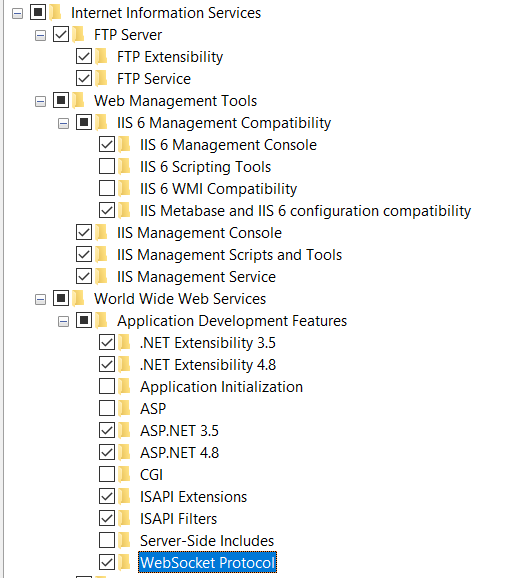 Internet Information Services
FTP Server
FTP Extensibility
FTP Service
Web Management Tools
IIS 6 Management Compatibility
IIS 6 Management Console
IIS 6 Scripting Tools
IIS 6 WMI Compatibility
IIS Metabase and IIS 6 configuration compatibility
IIS Management Console
IIS Management Scripts and Tools
IIS Management Service
World Wide Web Services
Application Development Features
.NET Extensibility 3.5
.NET Extensibility 4.8
Application Initialization
ASP
ASP.NET 3.5
ASP.NET 4.8
CGI
ISAPI Extensions
ISAPI Filters
Server-Side Includes
WebSocket Protocol